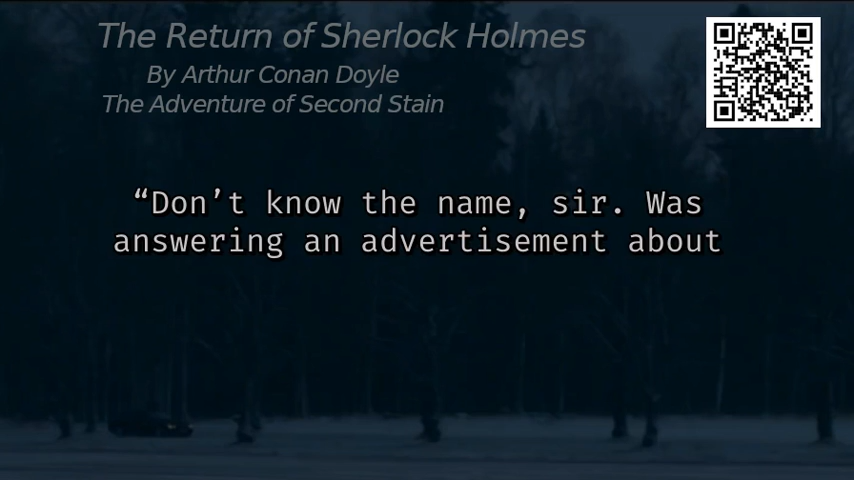 The Return of Sherlock Holmes
By Arthur Conan Doyle
The Adventure of Second Stain
“Don’t know the name, sir. Was
answering an advertisement about